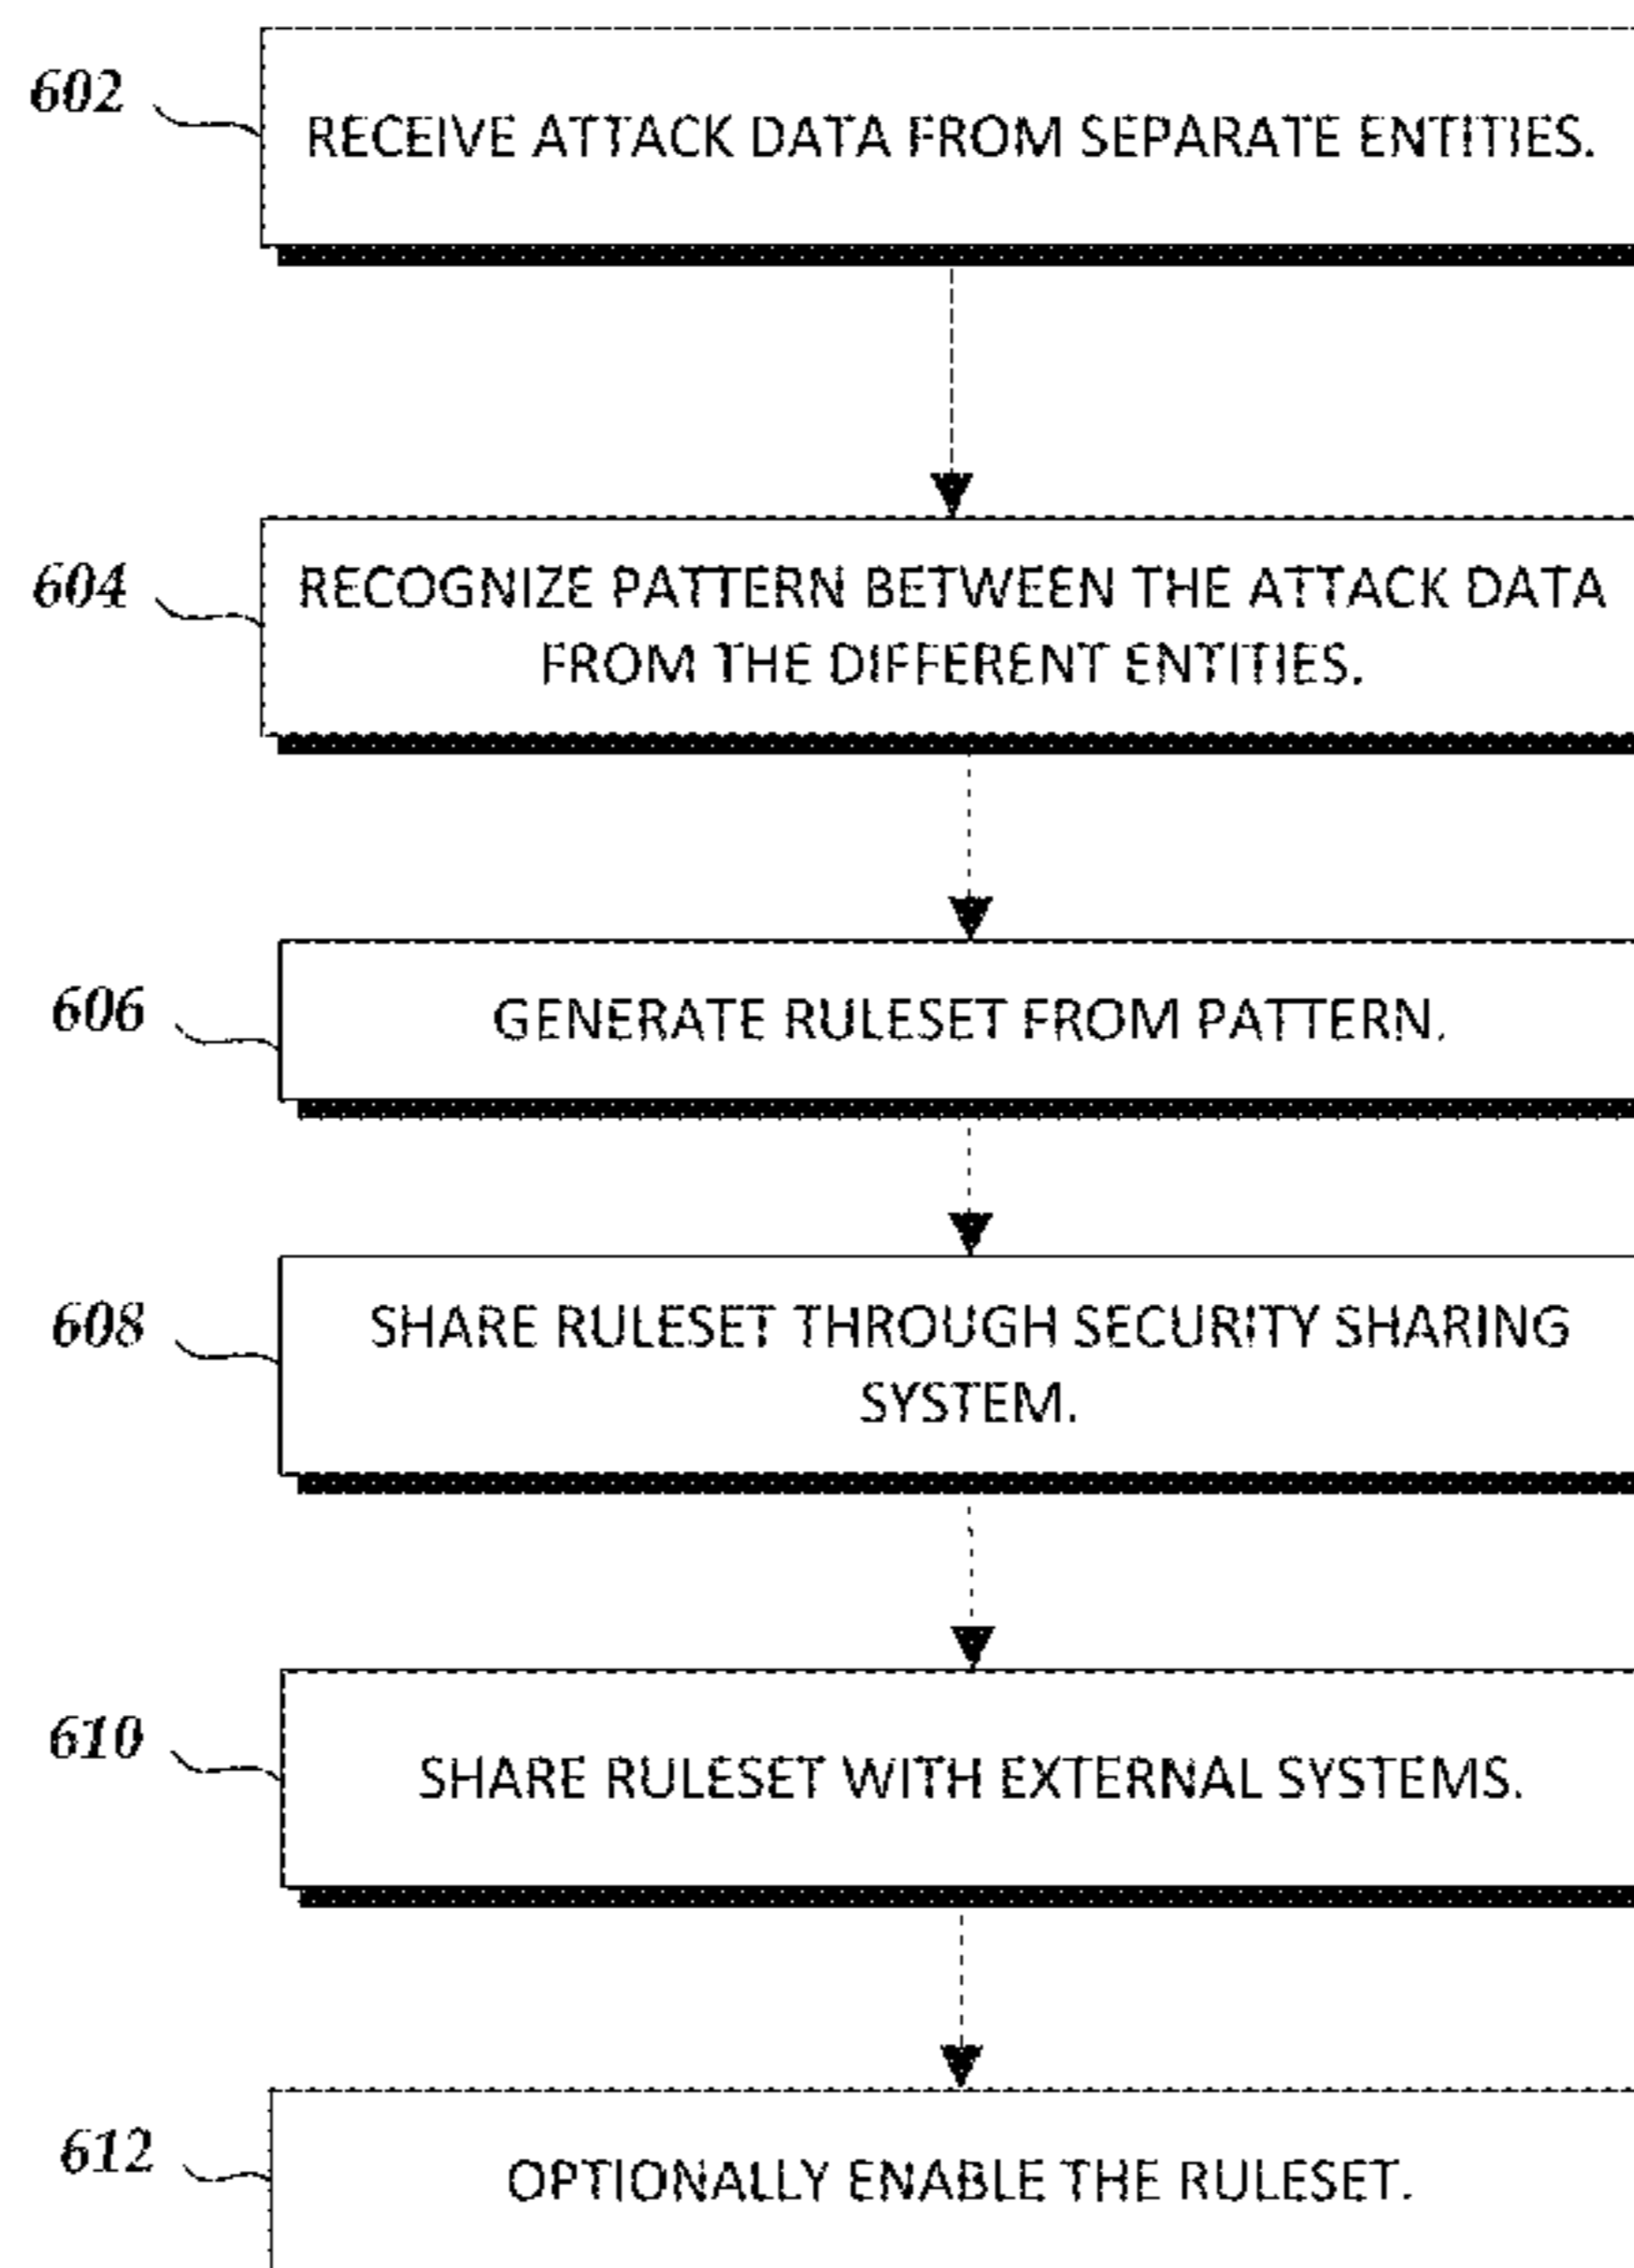 602
RECEIVE ATTACK DATA FROM SEPARATE ENTITIES.
604
RECOGNIZE PATTERN BETWEEN THE ATTACK DATA
FROM THE DIFFERENT ENTITIES.
606
GENERATE RULESET FROM PATTERN.
608
SHARE RULESET THROUGH SECURITY SHARING
SYSTEM.
610
SHARE RULESET WITH EXTERNAL SYSTEMS.
612
OPTIONALLY ENABLE THE RULESET.